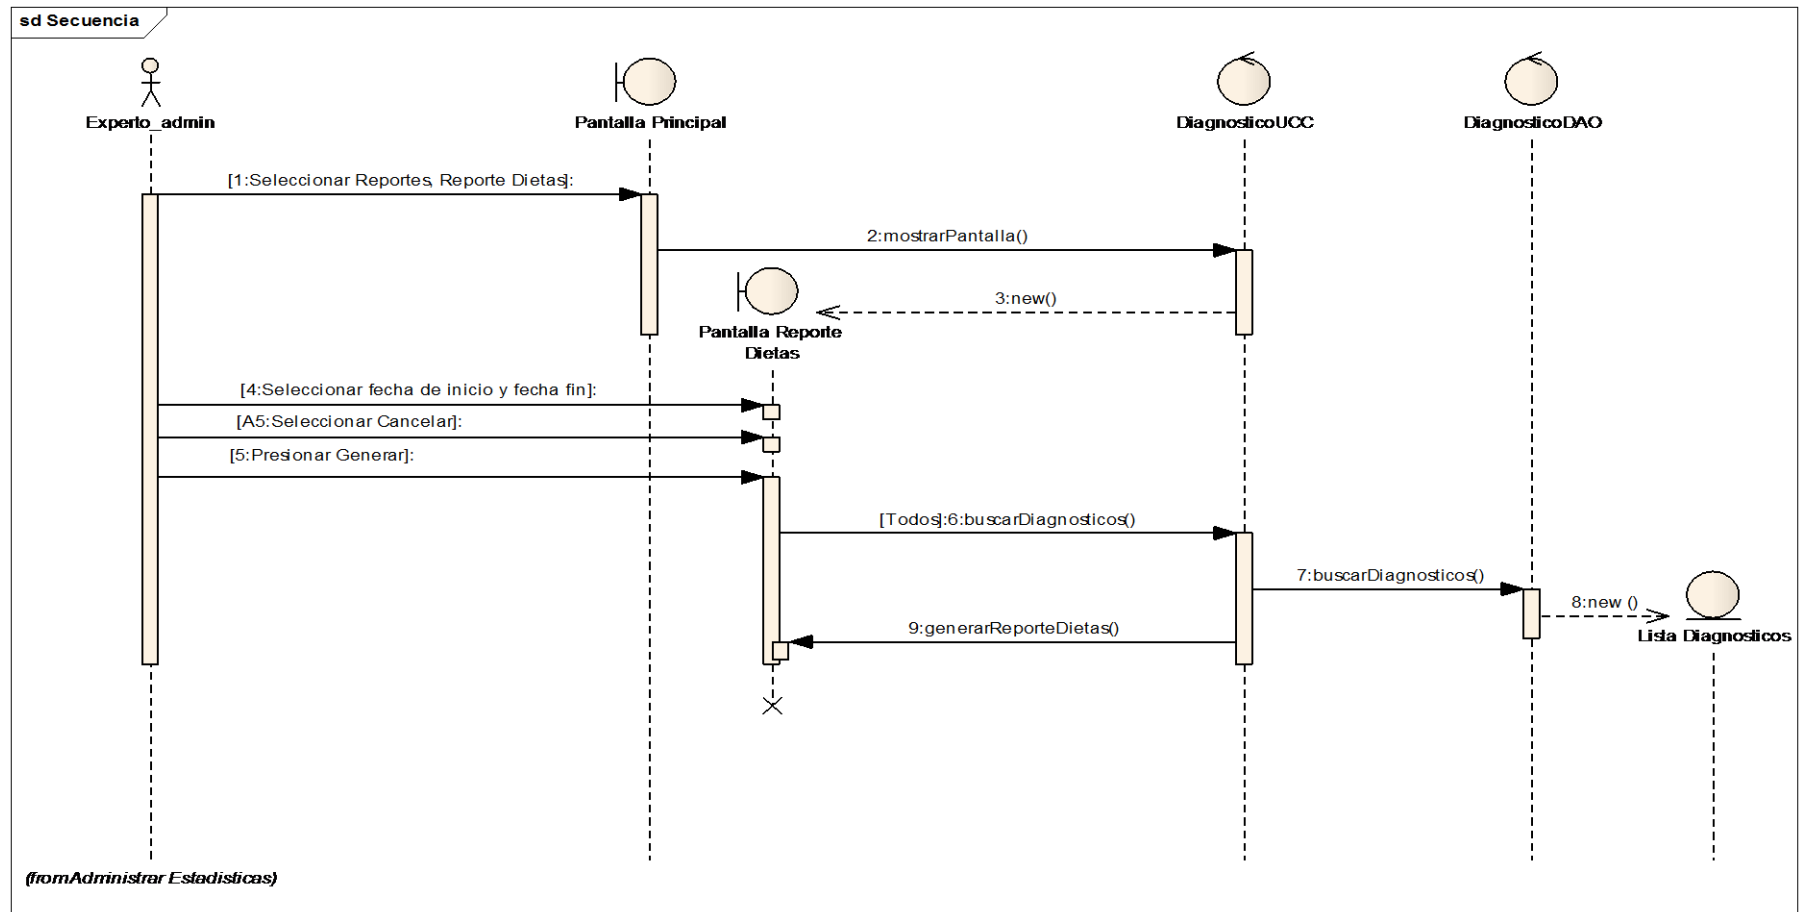 sd Secuencia
Experto_admin
Pantalla Principal
DiagnosticoUCC
DiagnosticoDAO
[1:Seleccionar Reportes, Reporte Dietas]:
2:mostrarPantalla()
3:new()
Pantalla Reporte
Dietas
[4:Seleccionar fecha de inicio y fecha fin]:
[A5:Seleccionar Cancelar]:
[5:Presionar Generar]:
[Todos]:6:buscarDiagnosticos()
7:buscarDiagnosticos()
8:new ()
Lista Diagnosticos
9:generarReporteDietas()
(fromAdministrar Estadisticas)